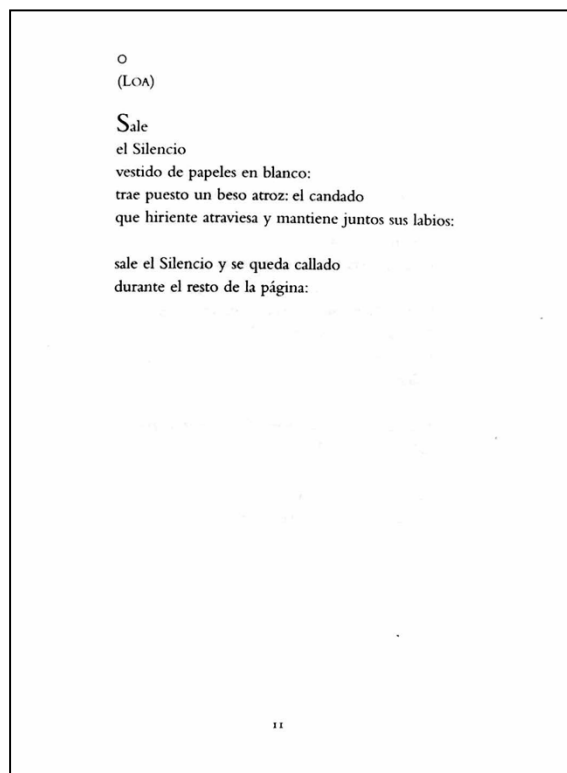 0
(LOA)
Sale
el Silencio
vestido de papeles en blanco:
trae puesto un beso atroz: el candado
que hiriente atraviesa y mantiene juntos sus labios:
sale el Silencio y se queda callado
durante el resto de la página:
11